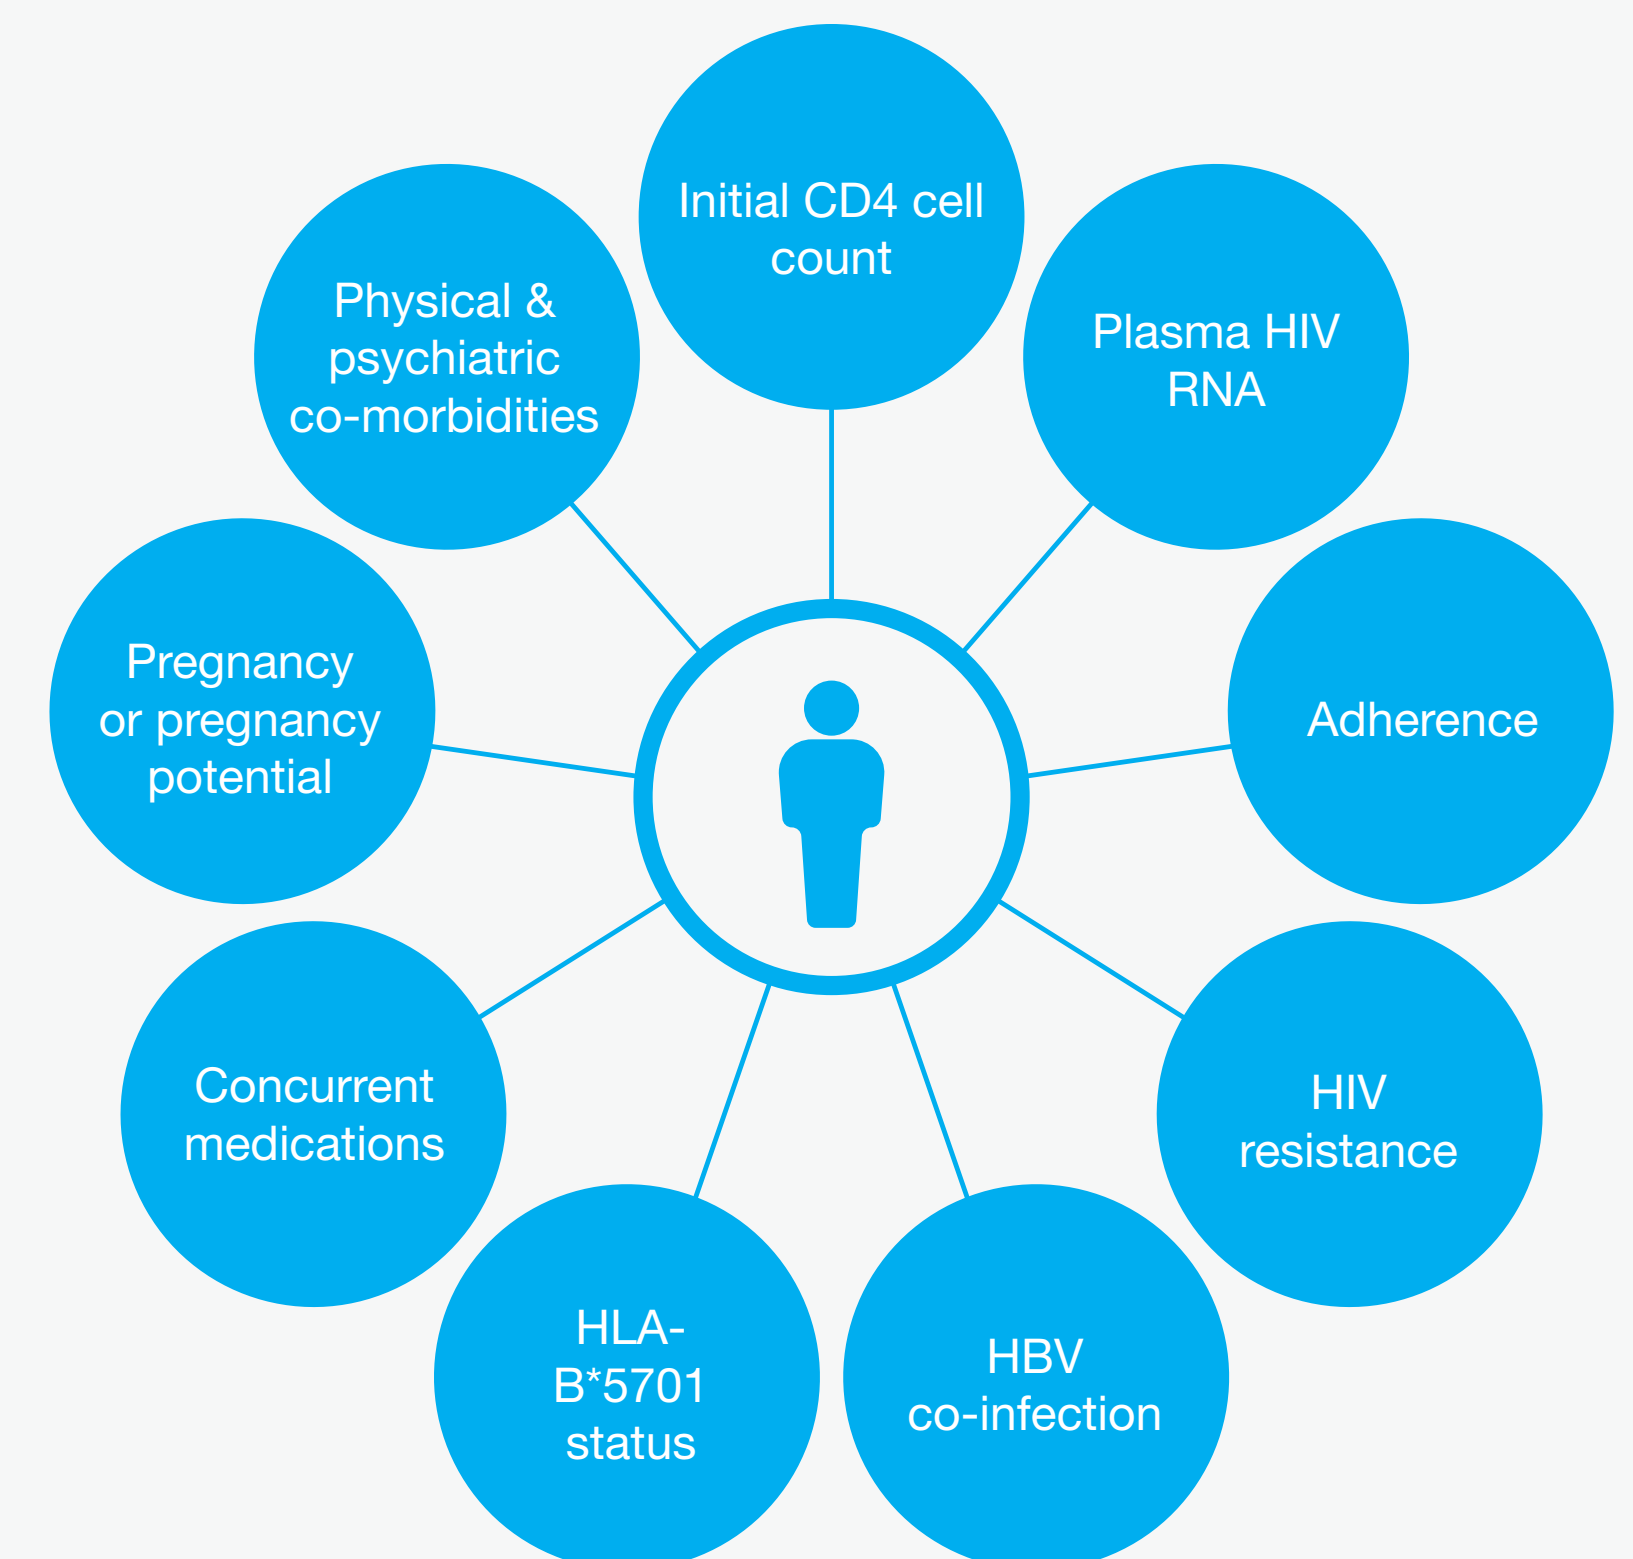 Initial CD4 cell
count
Plasma HIV
RNA
Adherence
HIV
resistance
HBV
co-infection
HLA-
B*5701
status
Concurrent
medications
Pregnancy
or pregnancy
potential
Physical &
psychiatric
co-morbidities